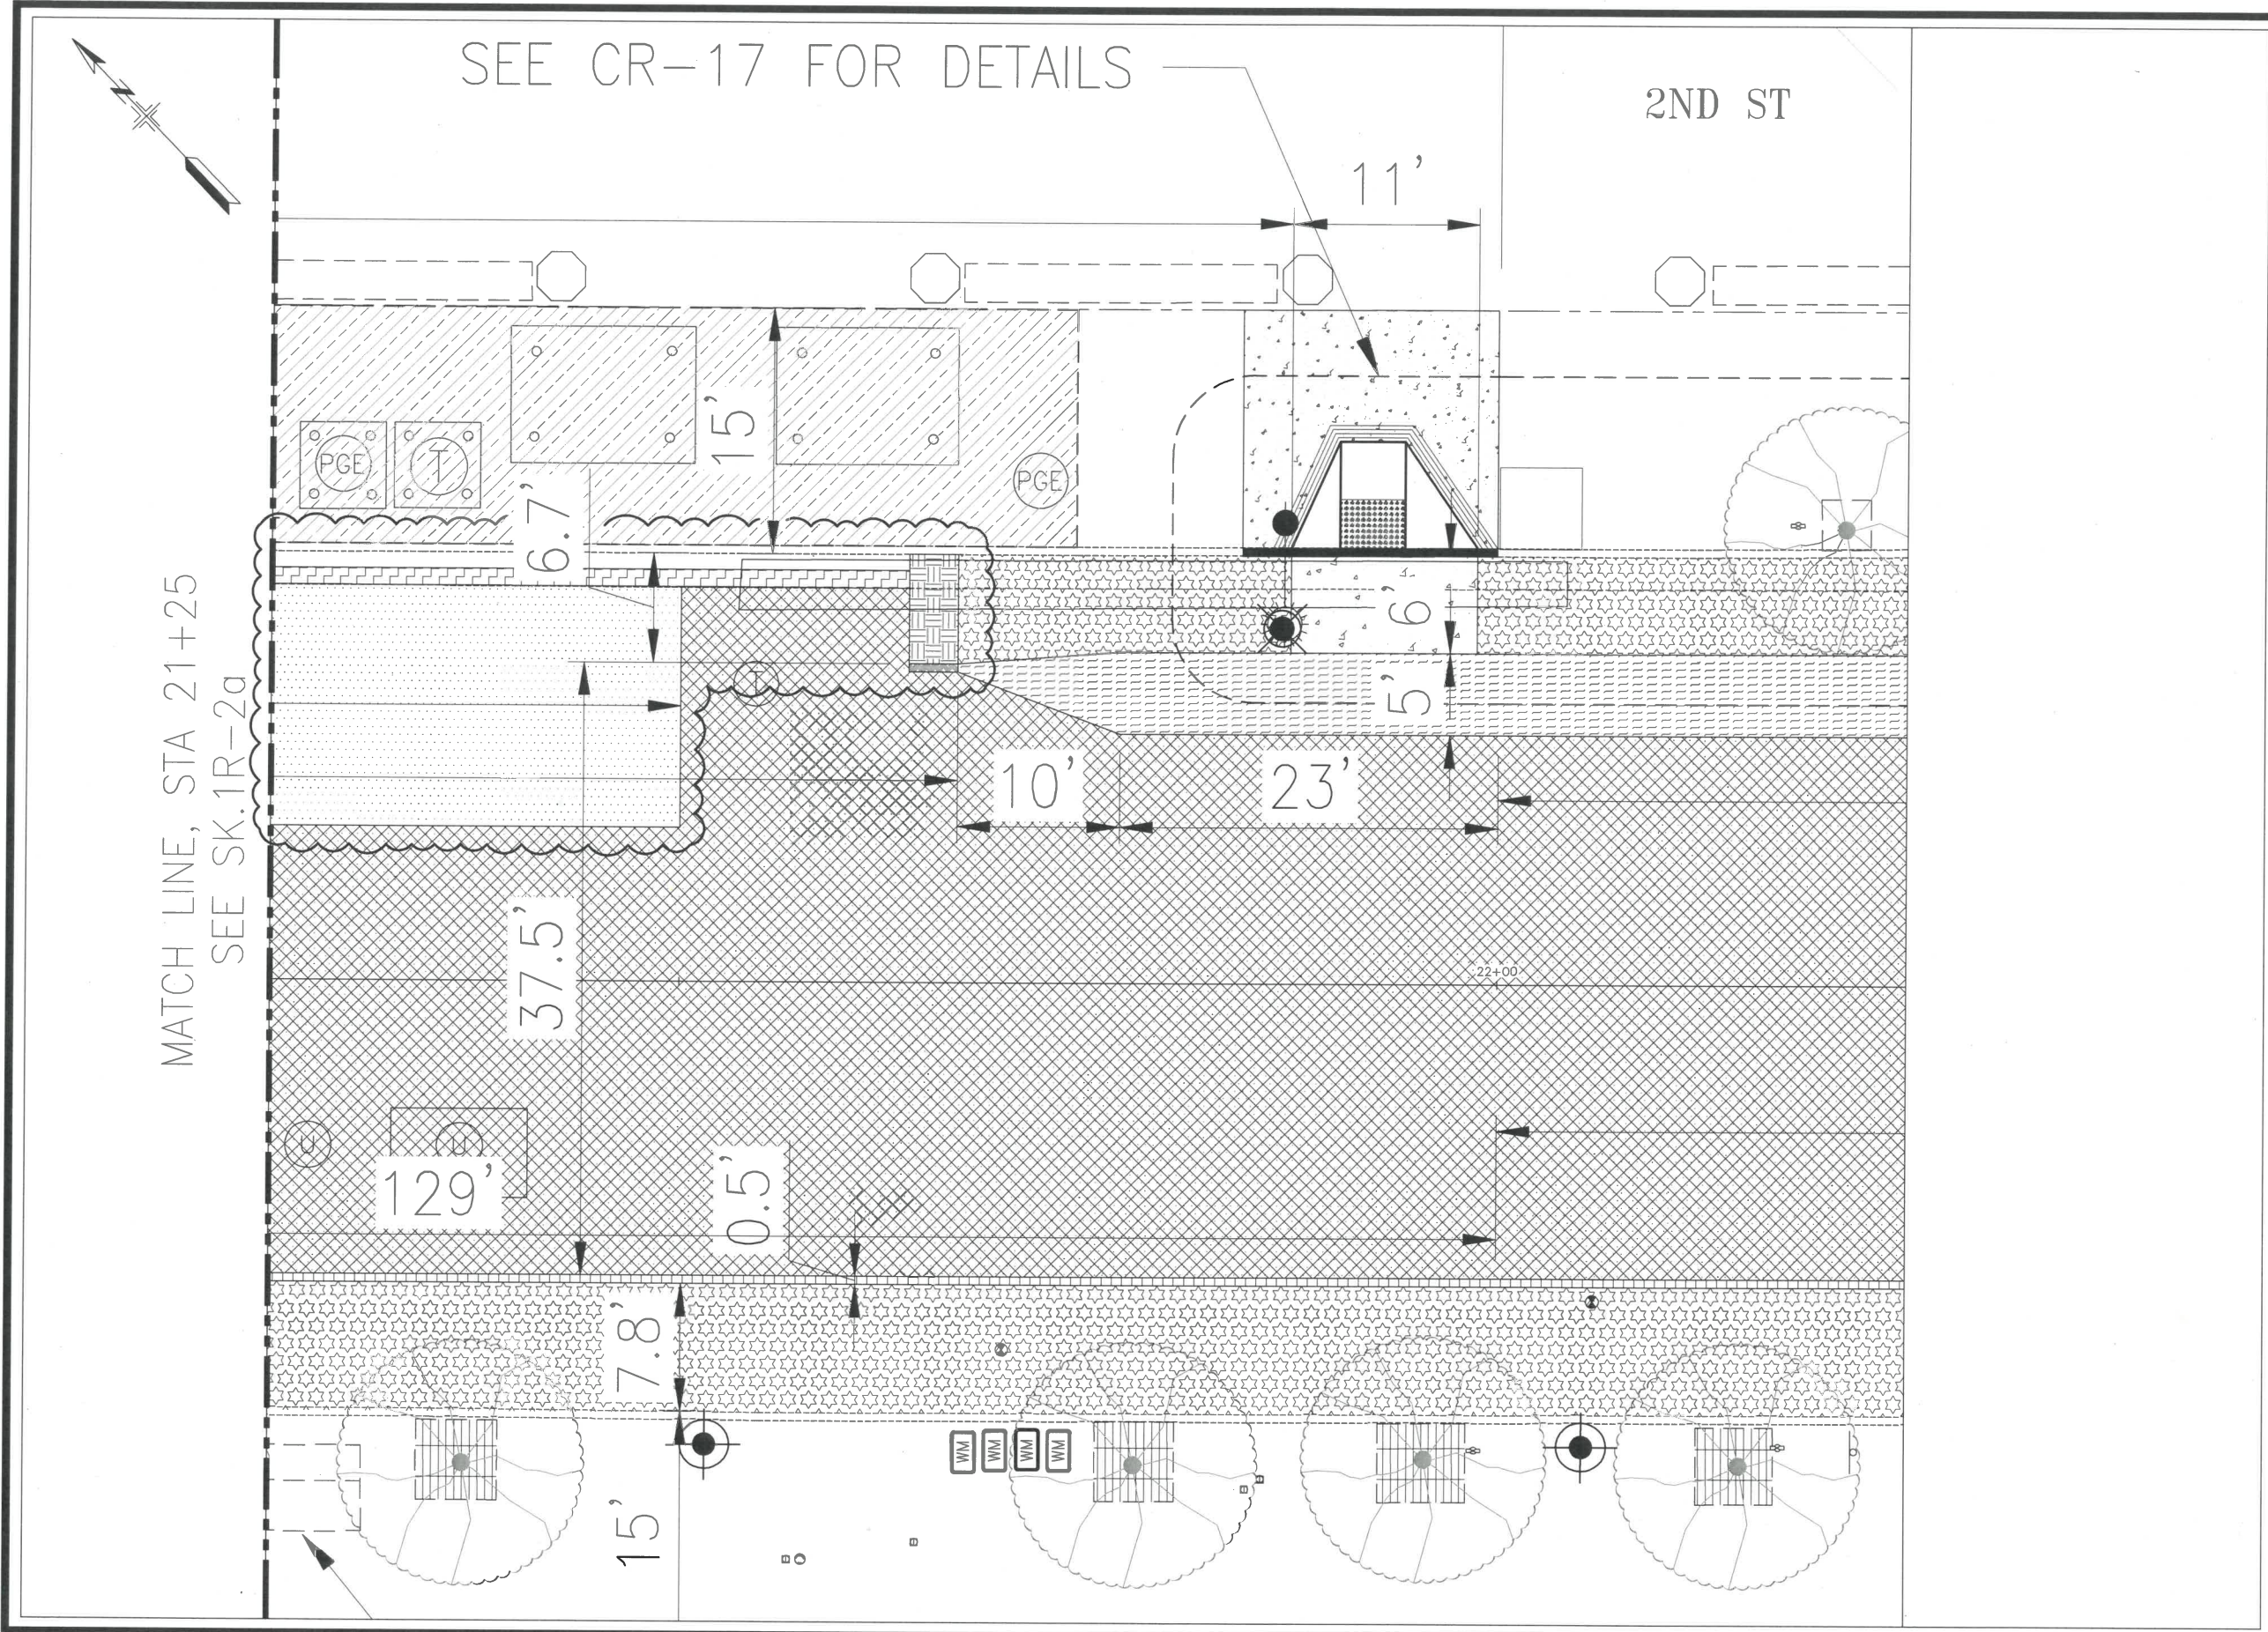 N
SEE CR-17 FOR DETAILS
2ND ST
11'
15'
PGE
T
PGE
6.7'
6'
5'
T
MATCH LINE, STA 21+25
SEE SK.1R-2a
10'
23'
37.5'
22+00
U
U
129'
0.5'
7.8'
WM
WM
WM
WM
15'